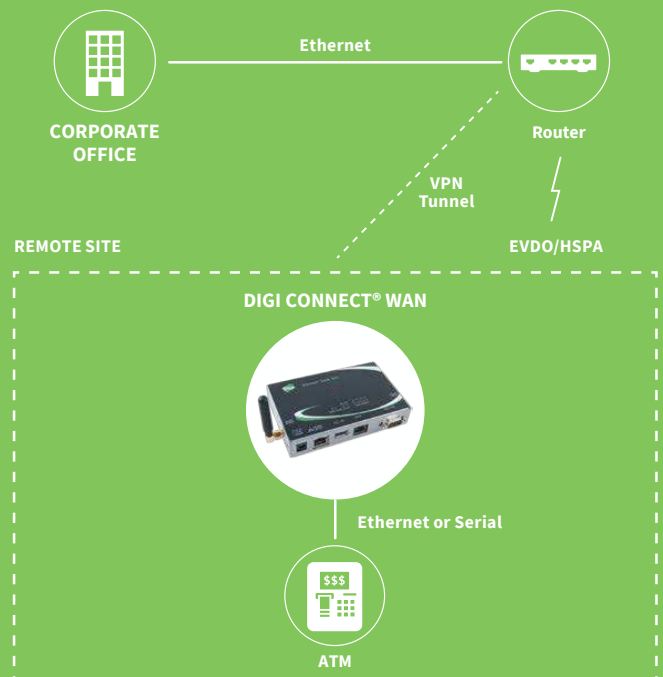 Ethernet
CORPORATE
OFFICE
Router
VPN
Tunnel
REMOTE SITE
EVDO/HSPA
DIGI CONNECT® WAN
Ethernet or Serial
$$$
ATM